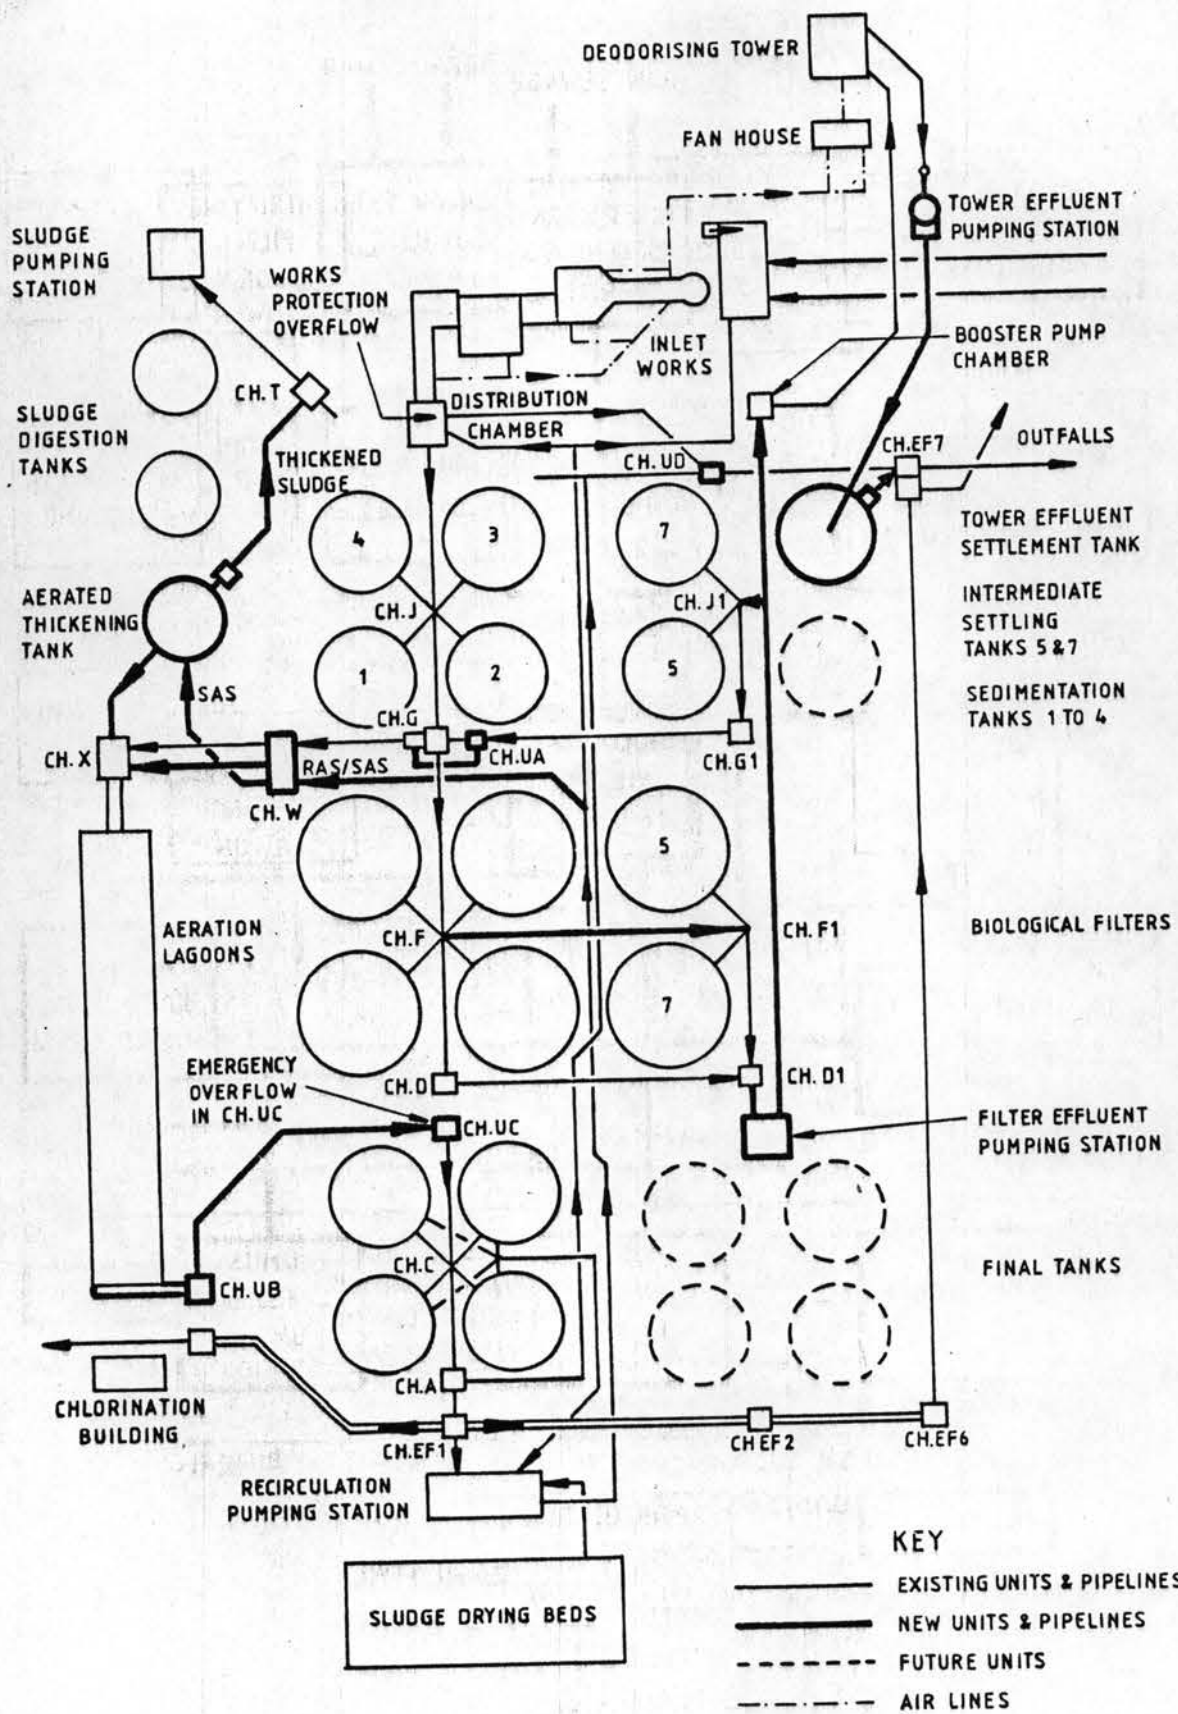 DEODORISING TOWER
FAN HOUSE
TOWER EFFLUENT
PUMPING STATION
SLUDGE
PUMPING
STATION
WORKS
PROTECTION
OVERFLOW
INLET
WORKS
BOOSTER PUMP
CHAMBER
CH.T
DISTRIBUTION
CHAMBER
SLUDGE
DIGESTION
TANKS
THICKENED
SLUDGE
CH.UD
CH.EF7
OUTFALLS
4
3
7
TOWER EFFLUENT
SETTLEMENT TANK
AERATED
THICKENING
TANK
CH.J
CH.J1
INTERMEDIATE
SETTLING
TANKS 5&7
1
2
5
SAS
SEDIMENTATION
TANKS 1 TO 4
CH.G
CH.UA
CH.G1
CH.X
RAS/SAS
CH.W
5
AERATION
LAGOONS
CH.F
CH.F1
BIOLOGICAL FILTERS
7
EMERGENCY
OVERFLOW
IN CH.UC
CH.D
CH.D1
CH.UC
FILTER EFFLUENT
PUMPING STATION
CH.C
CH.UB
FINAL TANKS
CH.A
CHLORINATION
BUILDING
CH.EF1
CH EF2
CH.EF6
RECIRCULATION
PUMPING STATION
SLUDGE DRYING BEDS
KEY
EXISTING UNITS & PIPELINES
NEW UNITS & PIPELINES
FUTURE UNITS
AIR LINES